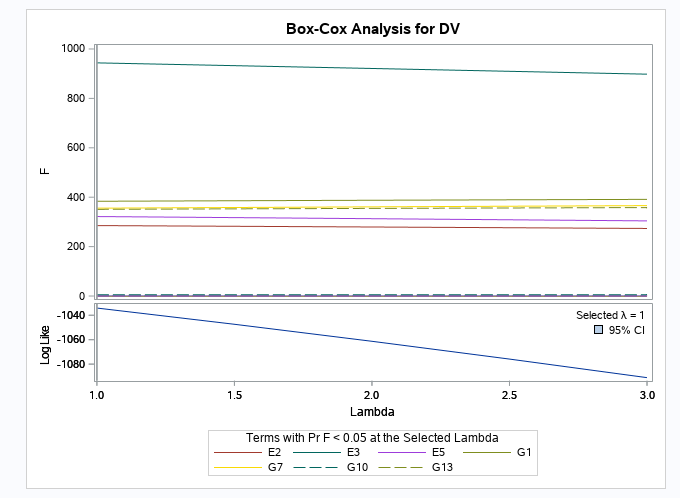 Box-Cox Analysis for DV
1000
800
600
F
400
200
0
-1040
Selected λ = 1
Log Like
-1060
95% CI
-1080
1.0 1.5 2.0 2.5 3.0
Lambda
Terms with Pr F < 0.05 at the Selected Lambda
E2 E3 E5 G1
G7 G10 G13